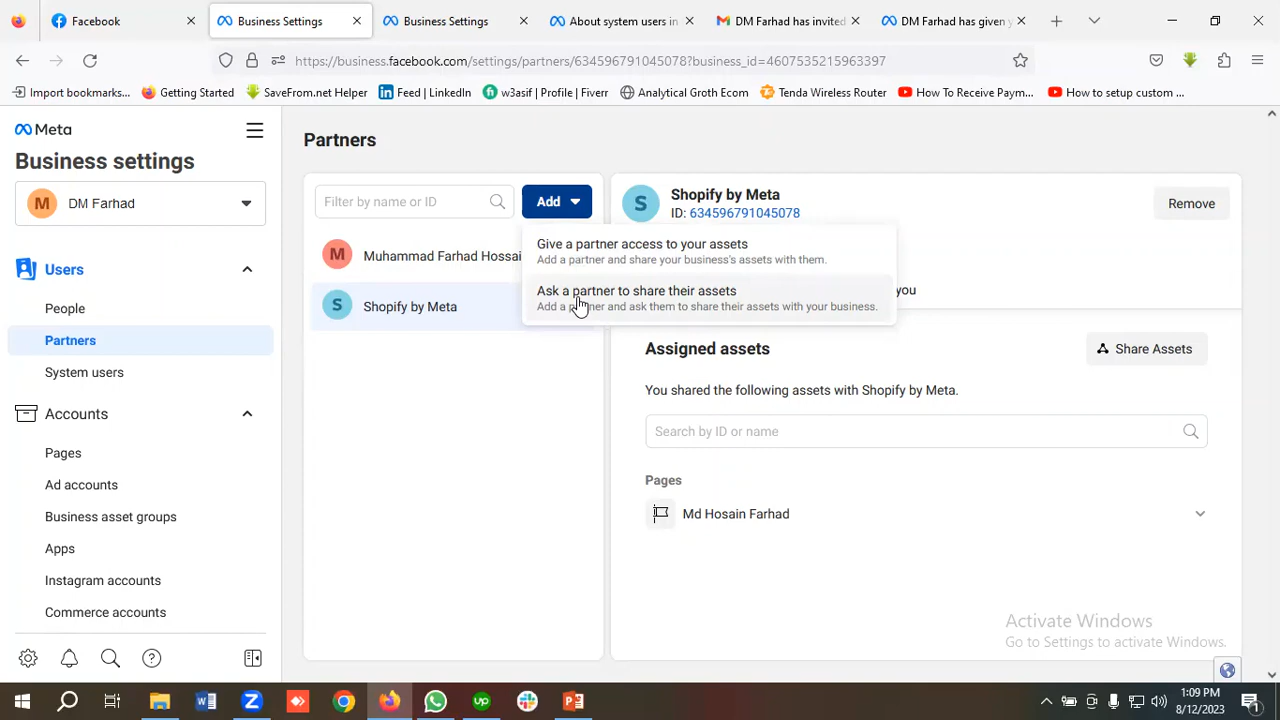 Facebook
Business Settings
Business Settings
About system users in
DM Farhad has invited
DM Farhad has given y
https://business.facebook.com/settings/partners/634596791045078?business_id=4607535215963397
Import bookmarks...
Getting Started
SaveFrom.net Helper
Feed | LinkedIn
w3asif | Profile | Fiverr
Analytical Groth Ecom
Tenda Wireless Router
How To Receive Paym...
How to setup custom ...
Meta
Business settings
M
DM Farhad
Users
People
Partners
System users
Accounts
Pages
Ad accounts
Business asset groups
Apps
Instagram accounts
Commerce accounts
Partners
Filter by name or ID
Add
M
Muhammad Farhad Hossai
S
Shopify by Meta
Give a partner access to your assets
Add a partner and share your business's assets with them.
Ask a partner to share their assets
Add a partner and ask them to share their assets with your business.
S
Shopify by Meta
ID: 634596791045078
Remove
you
Assigned assets
Share Assets
You shared the following assets with Shopify by Meta.
Search by ID or name
Pages
Md Hosain Farhad
Activate Windows
Go to Settings to activate Windows.
1:09 PM
8/12/2023